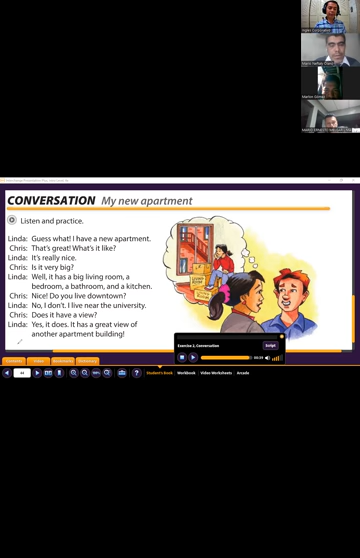 CONVERSATION My new apartment
Listen and practice.
Linda: Guess what! I have a new apartment.
Chris: That's great! What's it like?
Linda: It's really nice.
Chris: Is it very big?
Linda: Well, it has a big living room, a
bedroom, a bathroom, and a kitchen.
Chris: Nice! Do you live downtown?
Linda: No, I don't. I live near the university.
Chris: Does it have a view?
Linda: Yes, it does. It has a great view of
another apartment building!
Exercise 2, Conversation
Script
Contents
Video
Student's Book
Workbook
Video Worksheets
Arcade